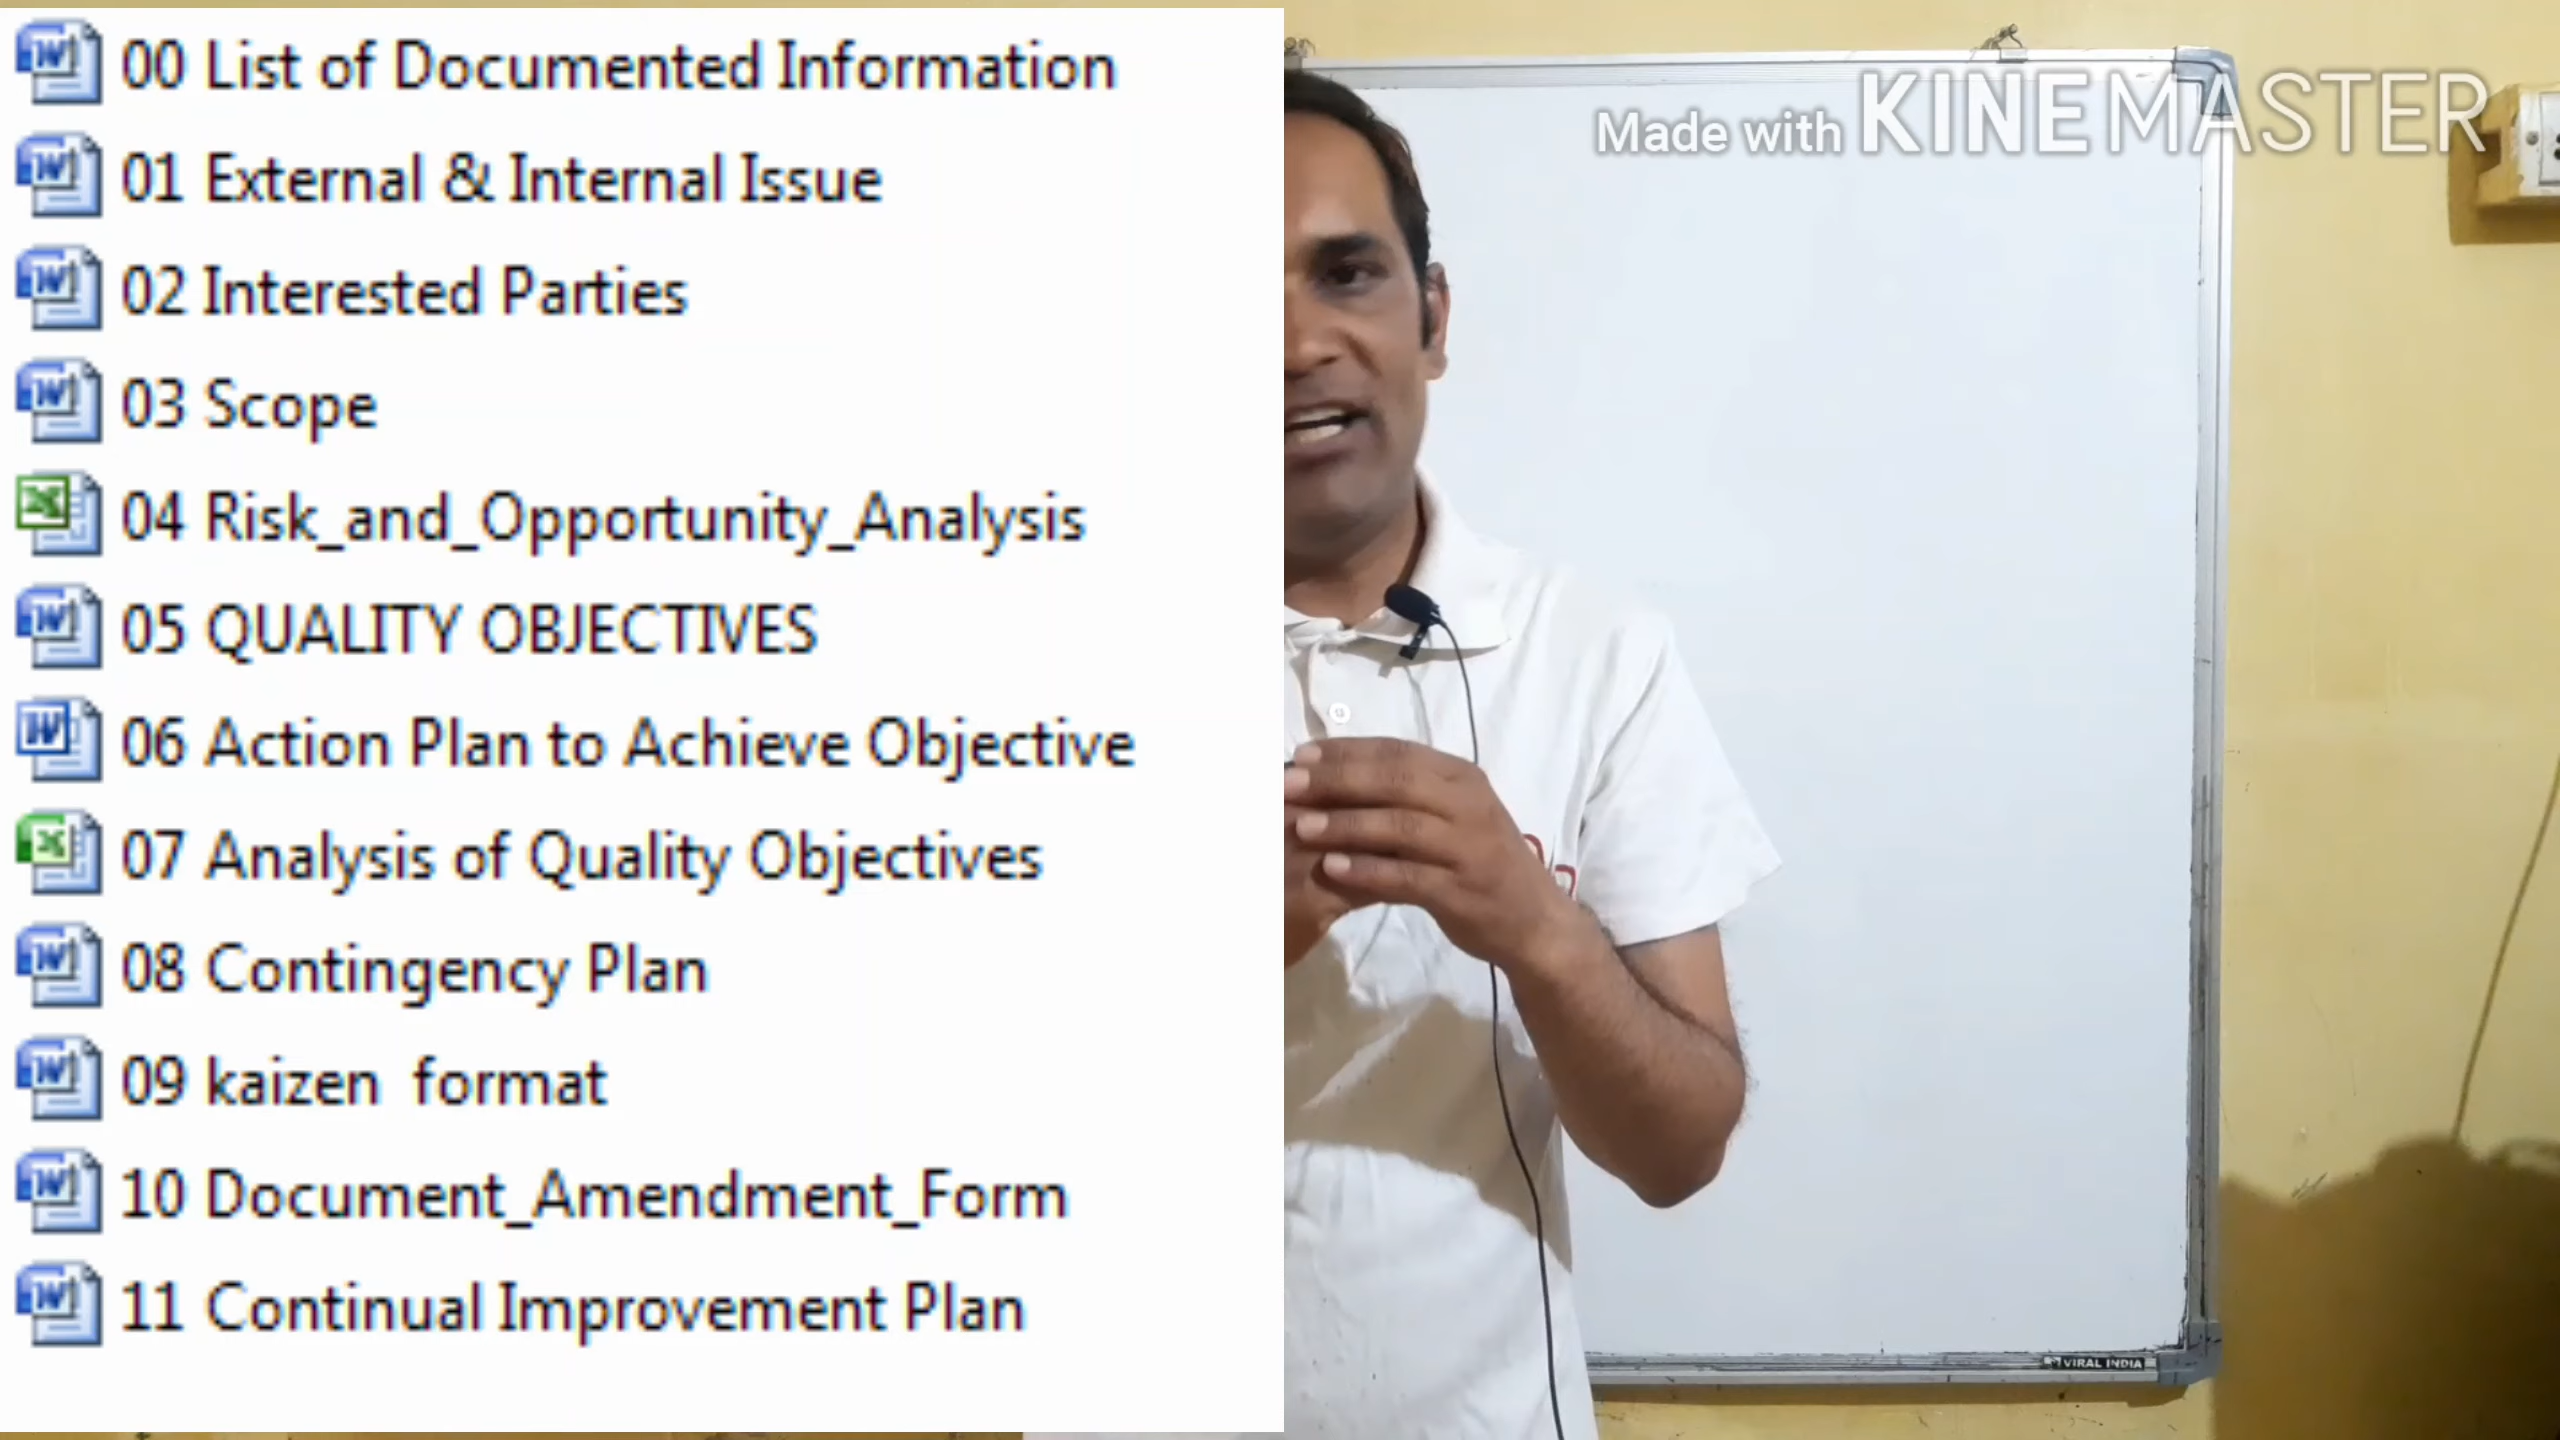 00 List of Documented Information
01 External & Internal Issue
02 Interested Parties
03 Scope
04 Risk_and_Opportunity_Analysis
05 QUALITY OBJECTIVES
06 Action Plan to Achieve Objective
07 Analysis of Quality Objectives
08 Contingency Plan
09 kaizen  format
10 Document_Amendment_Form
11 Continual Improvement Plan
Made with KINEMASTER
VIRAL INDIA